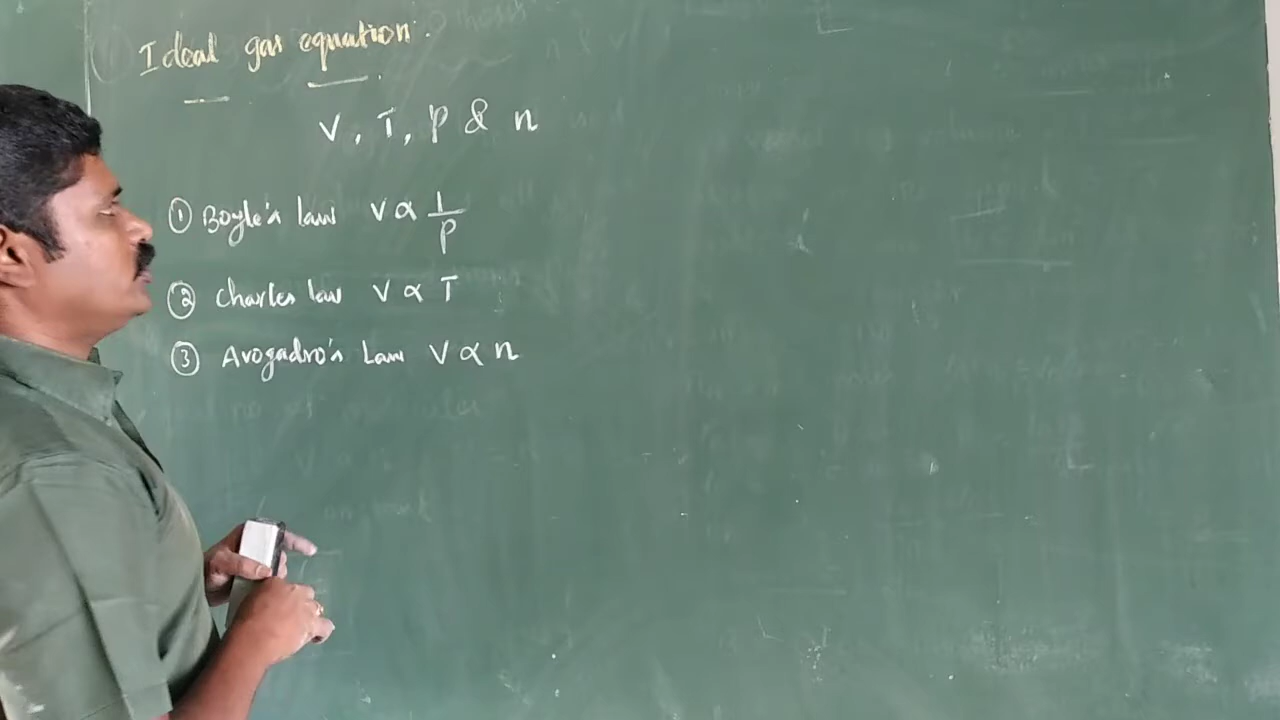 Ideal gas equation.
V, T, P & n
① Boyle's law V ∝ 1/P
② Charles law V ∝ T
③ Avogadro's Law V ∝ n